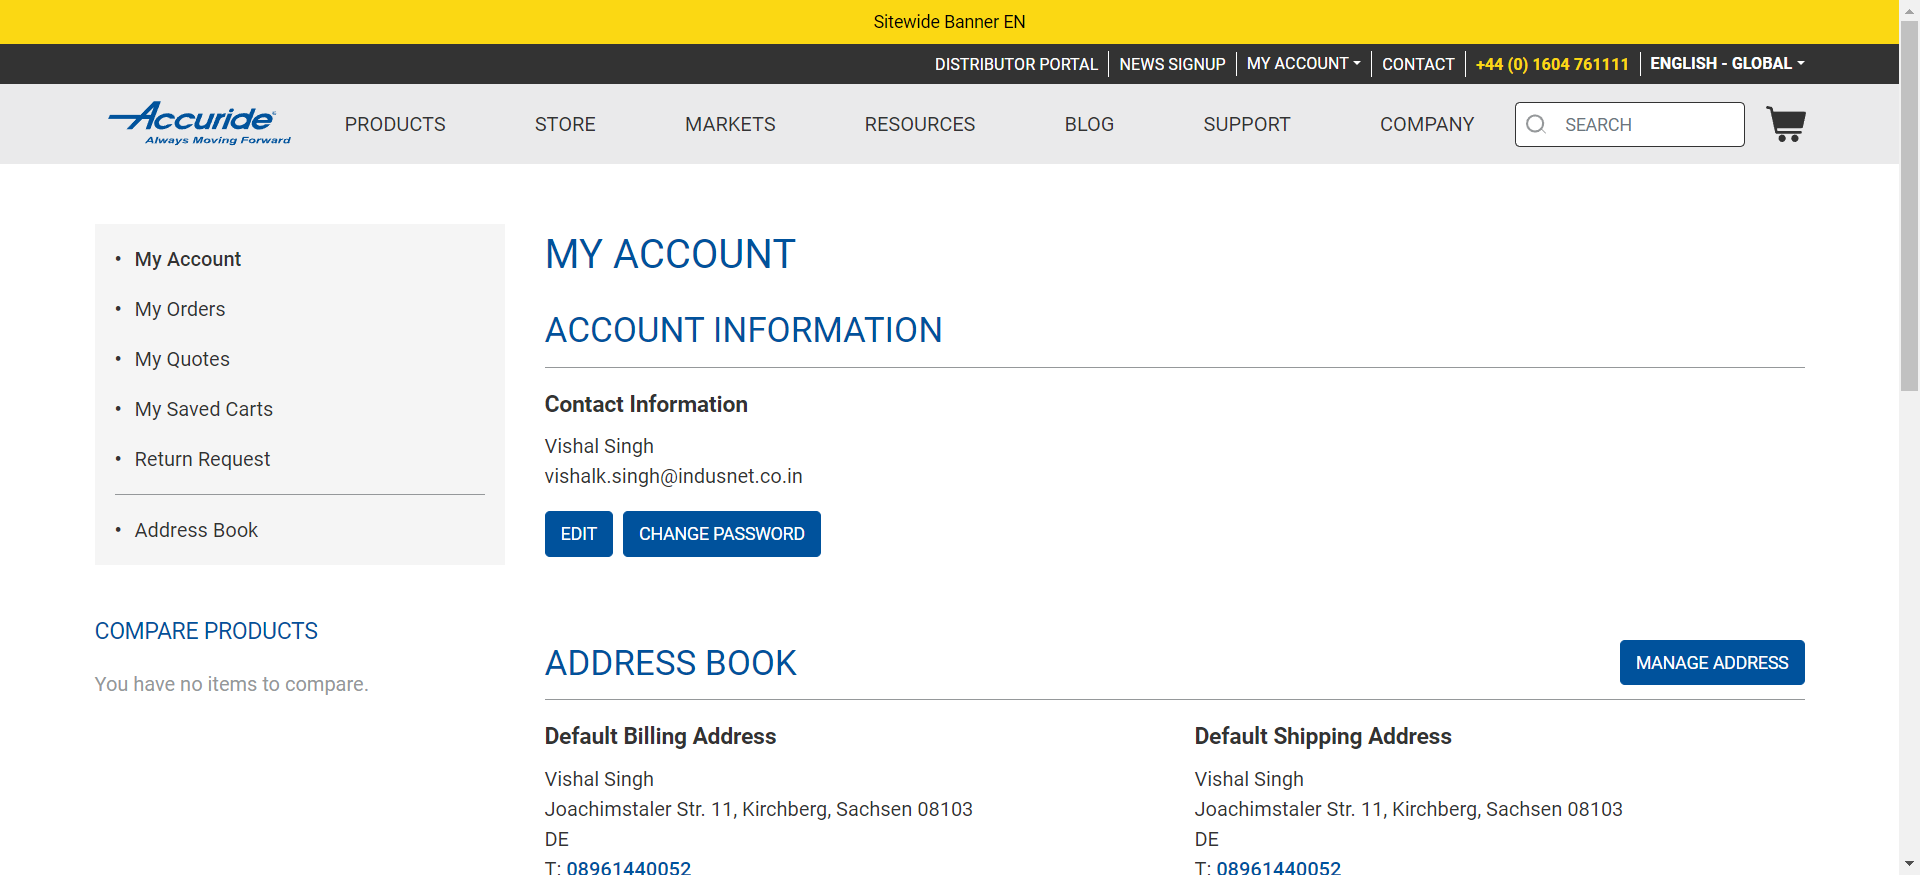 Sitewide Banner EN
DISTRIBUTOR PORTAL
NEWS SIGNUP
MY ACCOUNT
CONTACT
+44 (0) 1604 761111
ENGLISH - GLOBAL
Accuride
Always Moving Forward
PRODUCTS
STORE
MARKETS
RESOURCES
BLOG
SUPPORT
COMPANY
SEARCH
• My Account
• My Orders
• My Quotes
• My Saved Carts
• Return Request
• Address Book
COMPARE PRODUCTS
You have no items to compare.
MY ACCOUNT
ACCOUNT INFORMATION
Contact Information
Vishal Singh
vishalk.singh@indusnet.co.in
EDIT
CHANGE PASSWORD
ADDRESS BOOK
MANAGE ADDRESS
Default Billing Address
Vishal Singh
Joachimstaler Str. 11, Kirchberg, Sachsen 08103
DE
T: 08961440052
Default Shipping Address
Vishal Singh
Joachimstaler Str. 11, Kirchberg, Sachsen 08103
DE
T: 08961440052